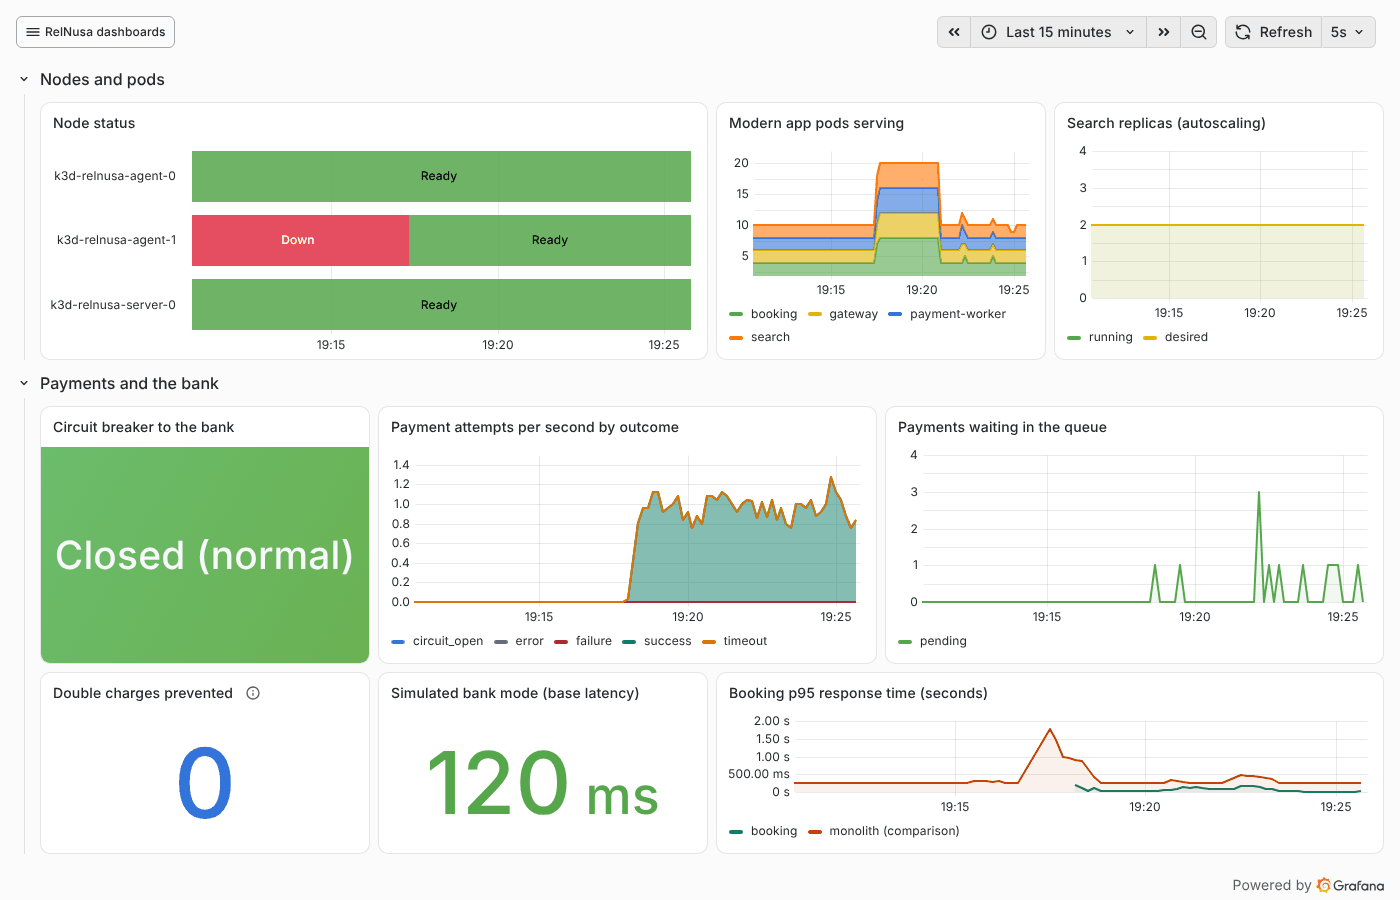 RelNusa dashboards
Last 15 minutes
Refresh
5s
Nodes and pods
Node status
k3d-relnusa-agent-0
Ready
k3d-relnusa-agent-1
Down
Ready
k3d-relnusa-server-0
Ready
19:15 19:20 19:25
Modern app pods serving
20
15
10
5
19:15 19:20 19:25
booking gateway payment-worker
search
Search replicas (autoscaling)
4
3
2
1
0
19:15 19:20 19:25
running desired
Payments and the bank
Circuit breaker to the bank
Closed (normal)
Payment attempts per second by outcome
1.4
1.2
1.0
0.8
0.6
0.4
0.2
0.0
19:15 19:20 19:25
circuit_open error failure success timeout
Payments waiting in the queue
4
3
2
1
0
19:15 19:20 19:25
pending
Double charges prevented
0
Simulated bank mode (base latency)
120 ms
Booking p95 response time (seconds)
2.00 s
1.50 s
1.00 s
500.00 ms
0 s
19:15 19:20 19:25
booking monolith (comparison)
Powered by Grafana